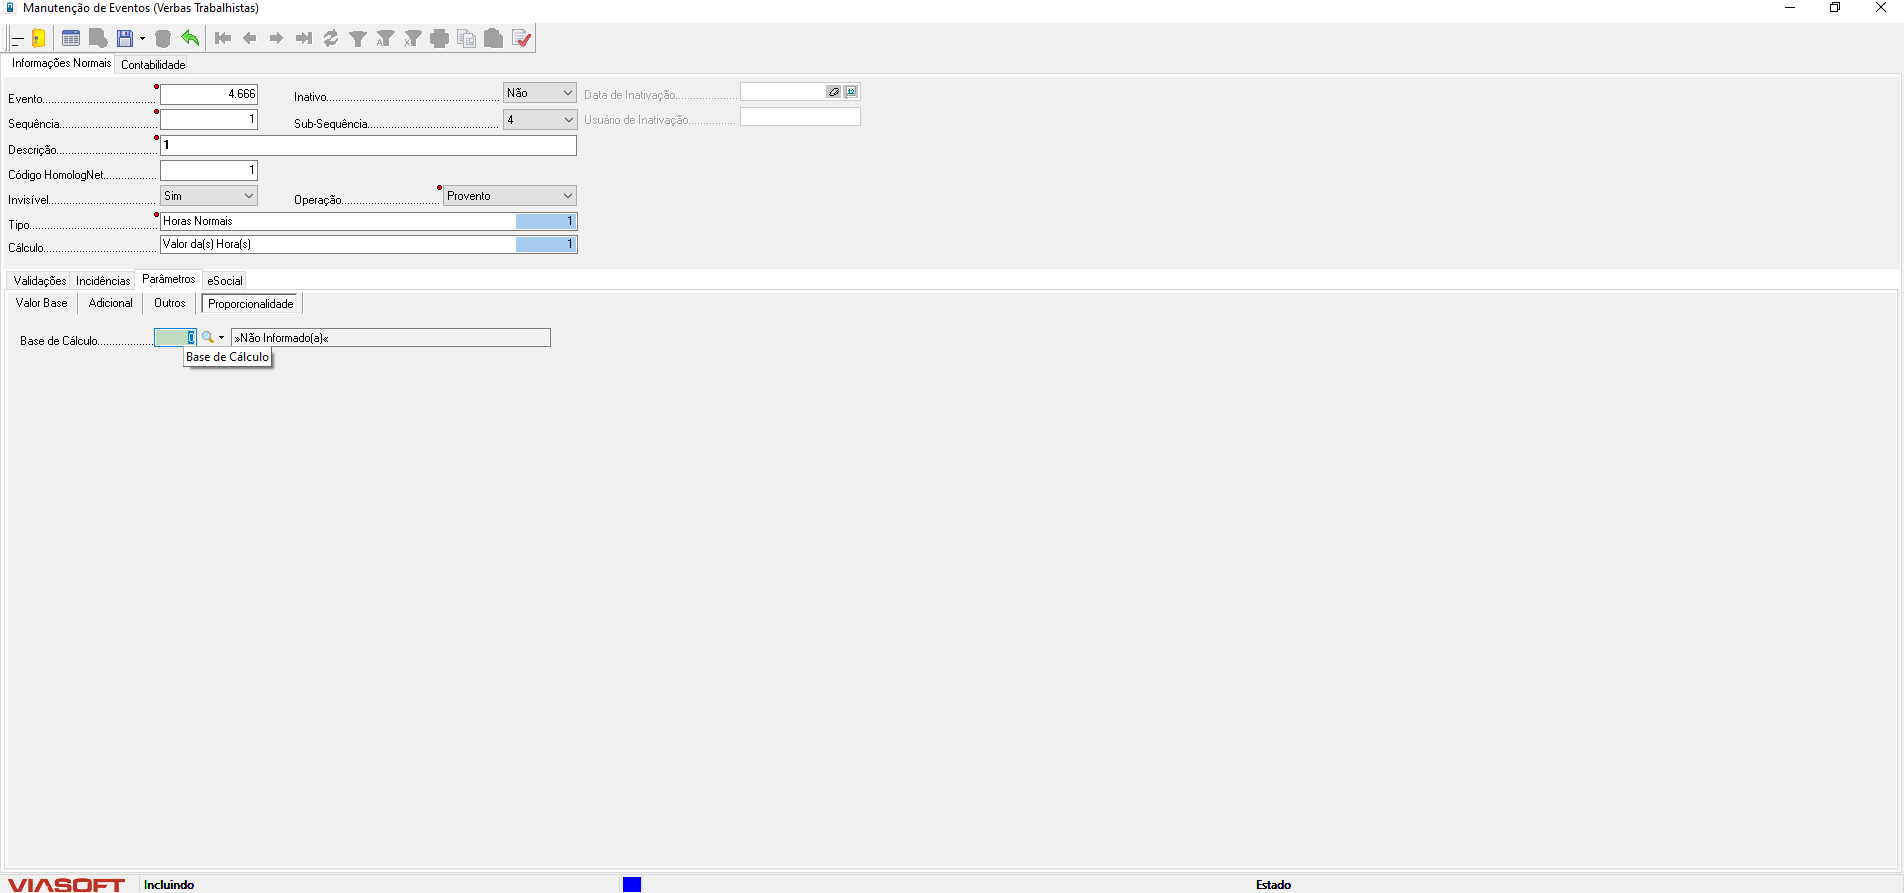 Manutenção de Eventos (Verbas Trabalhistas)
Informações Normais Contabilidade
Evento 4.666 Inativo Não Data de Inativação
Sequência 1 Sub-Sequência 4 Usuário de Inativação
Descrição 1
Código HomologNet 1
Invisível Sim Operação Provento
Tipo Horas Normais 1
Cálculo Valor da(s) Hora(s) 1
Validações Incidências Parâmetros eSocial
Valor Base Adicional Outros Proporcionalidade
Base de Cálculo 0 »Não Informado(a)«
Base de Cálculo
VIASOFT Incluindo Estado